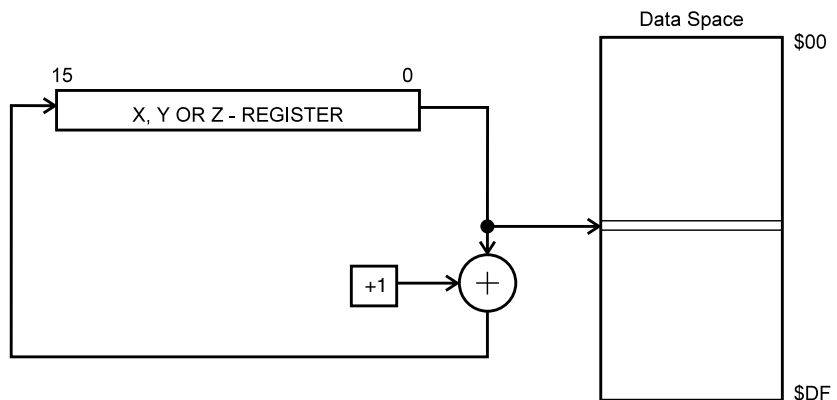 Data Space
$00
15 0
X, Y OR Z - REGISTER
+1
$DF